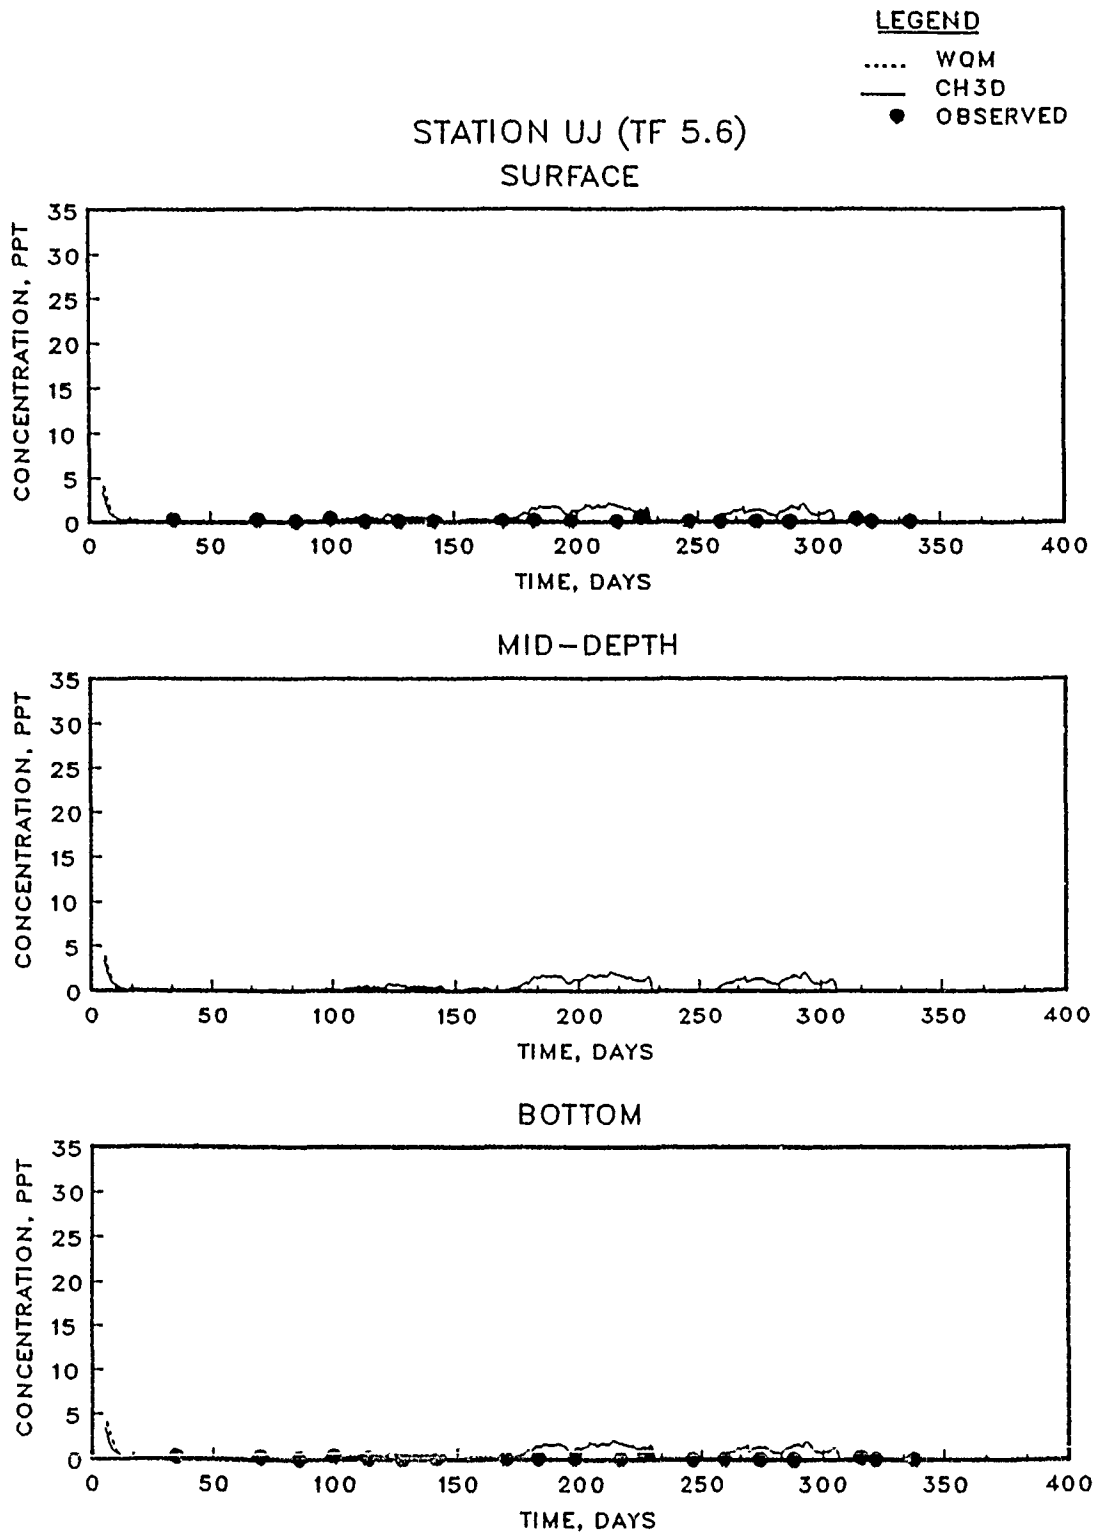 LEGEND
..... WQM
—— CH3D
● OBSERVED
STATION UJ (TF 5.6)
SURFACE
CONCENTRATION, PPT
35
30
25
20
15
10
5
0
0 50 100 150 200 250 300 350 400
TIME, DAYS
MID-DEPTH
CONCENTRATION, PPT
35
30
25
20
15
10
5
0
0 50 100 150 200 250 300 350 400
TIME, DAYS
BOTTOM
CONCENTRATION, PPT
35
30
25
20
15
10
5
0
0 50 100 150 200 250 300 350 400
TIME, DAYS